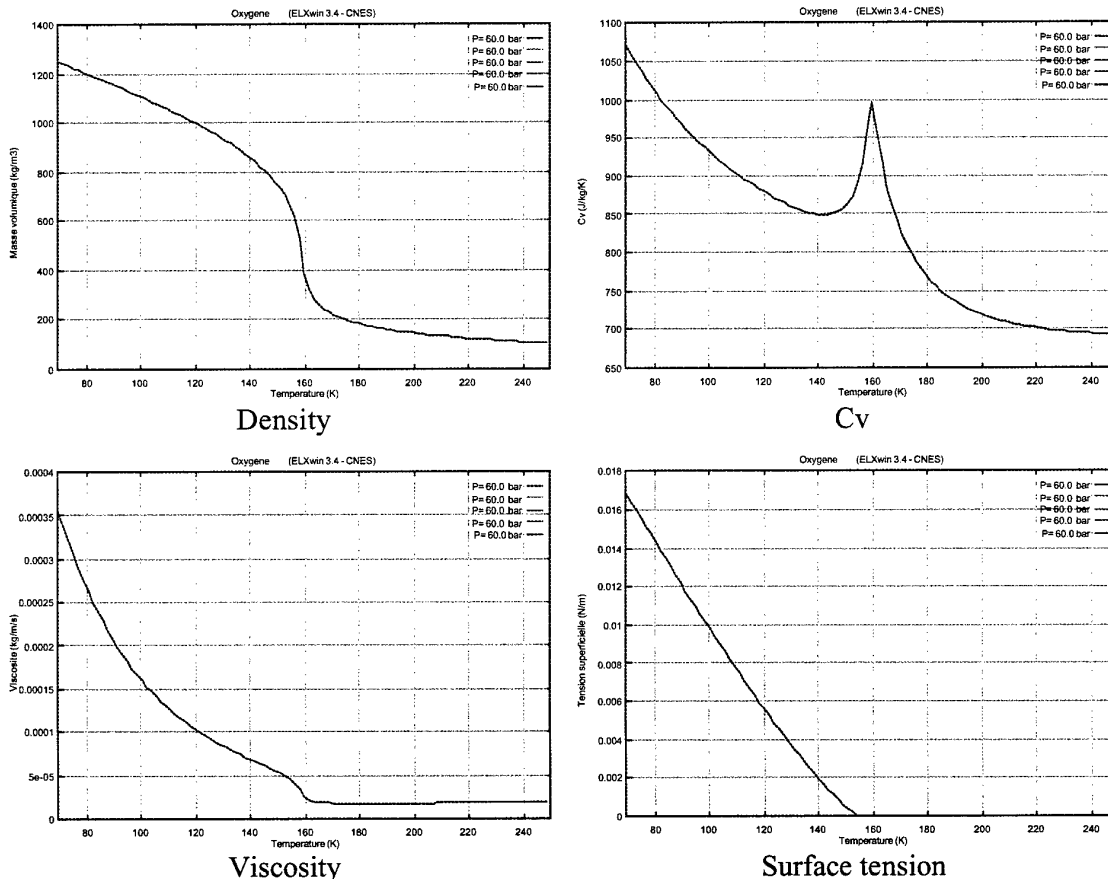 Oxygene (ELXwin 3.4 - CNES)
1400
1200
1000
800
600
400
200
0
Masse volumique (kg/m3)
P= 60.0 bar
P= 60.0 bar
P= 60.0 bar
P= 60.0 bar
P= 60.0 bar
80 100 120 140 160 180 200 220 240
Temperature (K)
Density
Oxygene (ELXwin 3.4 - CNES)
1100
1050
1000
950
900
850
800
750
700
650
Cv (J/kg/K)
P= 60.0 bar
P= 60.0 bar
P= 60.0 bar
P= 60.0 bar
P= 60.0 bar
80 100 120 140 160 180 200 220 240
Temperature (K)
Cv
Oxygene (ELXwin 3.4 - CNES)
0.0004
0.00035
0.0003
0.00025
0.0002
0.00015
0.0001
5e-05
0
Viscosite (kg/m/s)
P= 60.0 bar
P= 60.0 bar
P= 60.0 bar
P= 60.0 bar
P= 60.0 bar
80 100 120 140 160 180 200 220 240
Temperature (K)
Viscosity
Oxygene (ELXwin 3.4 - CNES)
0.018
0.016
0.014
0.012
0.01
0.008
0.006
0.004
0.002
0
Tension superficielle (N/m)
P= 60.0 bar
P= 60.0 bar
P= 60.0 bar
P= 60.0 bar
P= 60.0 bar
80 100 120 140 160 180 200 220 240
Temperature (K)
Surface tension